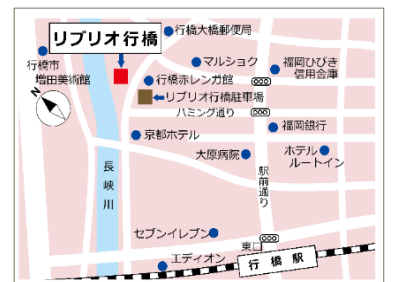 行橋大橋郵便局
リブリオ行橋
マルショク
福岡ひびき
信用金庫
行橋市
増田美術館
行橋赤レンガ館
リブリオ行橋駐車場
N
ハミング通り
福岡銀行
京都ホテル
大原病院
ホテル
ルートイン
長峡川
駅前通り
セブンイレブン
東口
エディオン
行橋駅